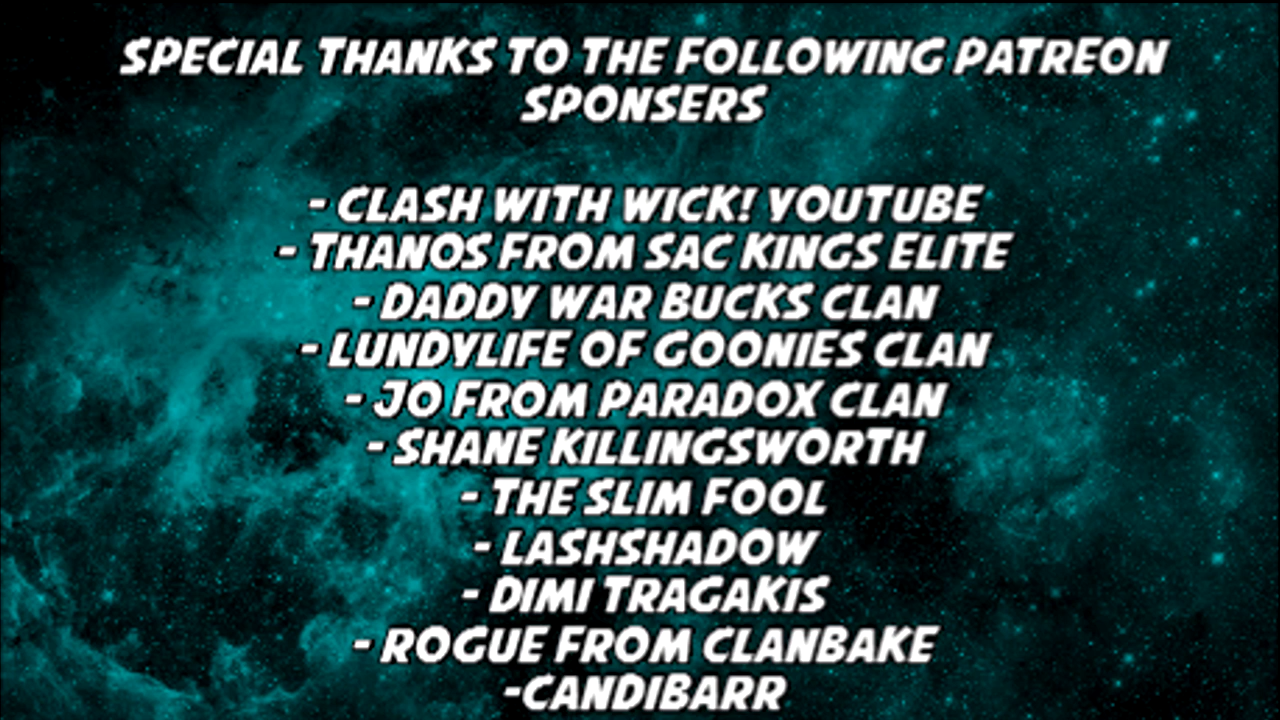 SPECIAL THANKS TO THE FOLLOWING PATREON
SPONSERS
- CLASH WITH WICK! YOUTUBE
- THANOS FROM SAC KINGS ELITE
- DADDY WAR BUCKS CLAN
- LUNDYLIFE OF GOONIES CLAN
- JO FROM PARADOX CLAN
- SHANE KILLINGSWORTH
- THE SLIM FOOL
- LASHSHADOW
- DIMI TRAGAKIS
- ROGUE FROM CLANBAKE
-CANDIBARR